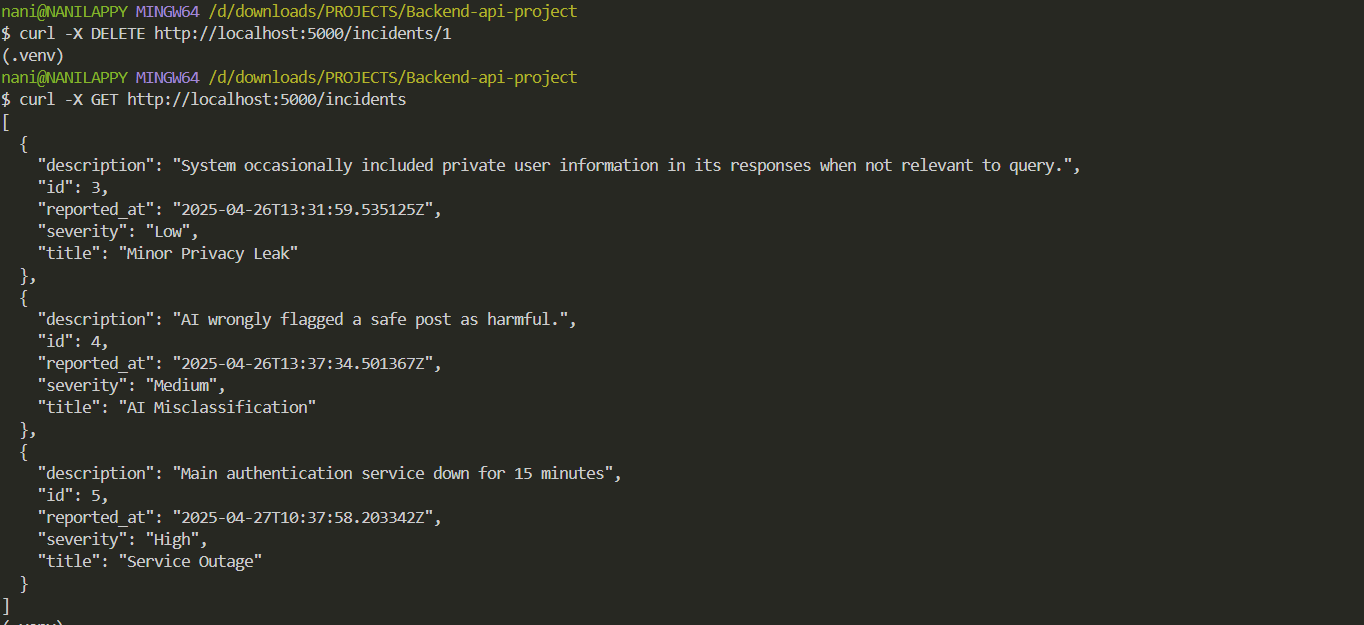 nani@NANILAPPY MINGW64 /d/downloads/PROJECTS/Backend-api-project
$ curl -X DELETE http://localhost:5000/incidents/1
(.venv)
nani@NANILAPPY MINGW64 /d/downloads/PROJECTS/Backend-api-project
$ curl -X GET http://localhost:5000/incidents
[
  {
    "description": "System occasionally included private user information in its responses when not relevant to query.",
    "id": 3,
    "reported_at": "2025-04-26T13:31:59.535125Z",
    "severity": "Low",
    "title": "Minor Privacy Leak"
  },
  {
    "description": "AI wrongly flagged a safe post as harmful.",
    "id": 4,
    "reported_at": "2025-04-26T13:37:34.501367Z",
    "severity": "Medium",
    "title": "AI Misclassification"
  },
  {
    "description": "Main authentication service down for 15 minutes",
    "id": 5,
    "reported_at": "2025-04-27T10:37:58.203342Z",
    "severity": "High",
    "title": "Service Outage"
  }
]